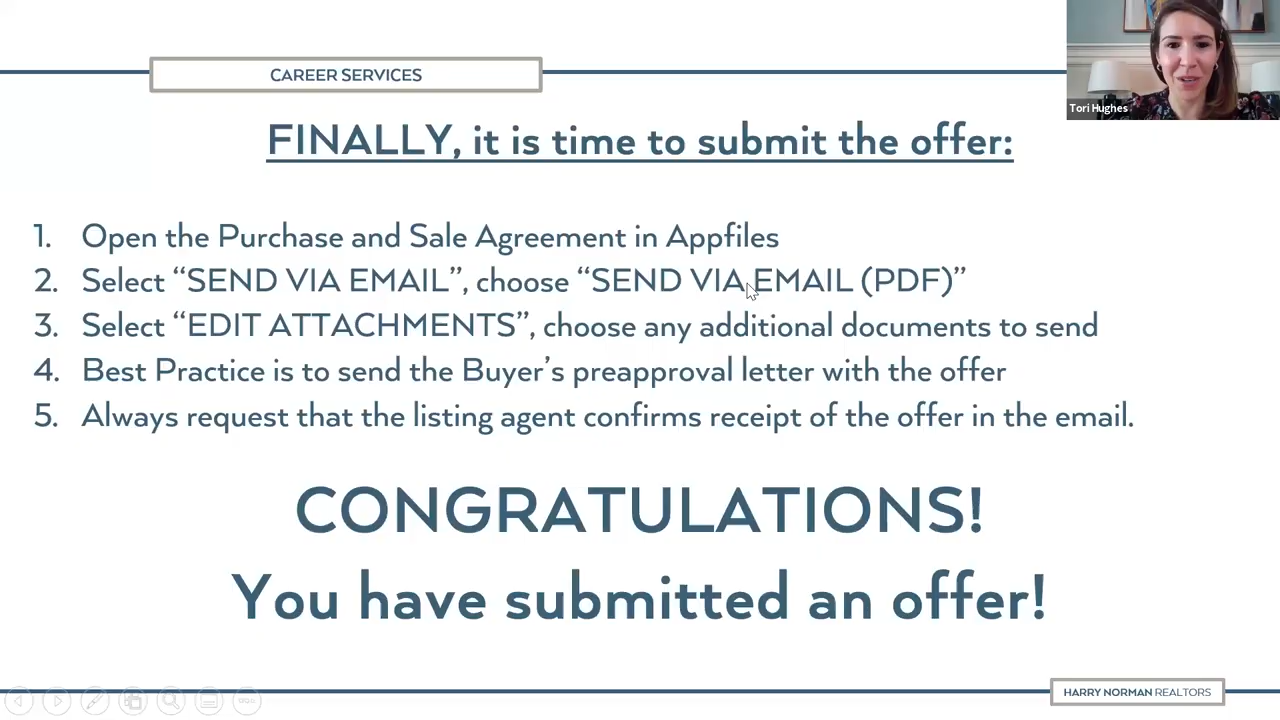 CAREER SERVICES
Tori Hughes
FINALLY, it is time to submit the offer:
1. Open the Purchase and Sale Agreement in Appfiles
2. Select “SEND VIA EMAIL”, choose “SEND VIA EMAIL (PDF)”
3. Select “EDIT ATTACHMENTS”, choose any additional documents to send
4. Best Practice is to send the Buyer’s preapproval letter with the offer
5. Always request that the listing agent confirms receipt of the offer in the email.
CONGRATULATIONS!
You have submitted an offer!
HARRY NORMAN REALTORS